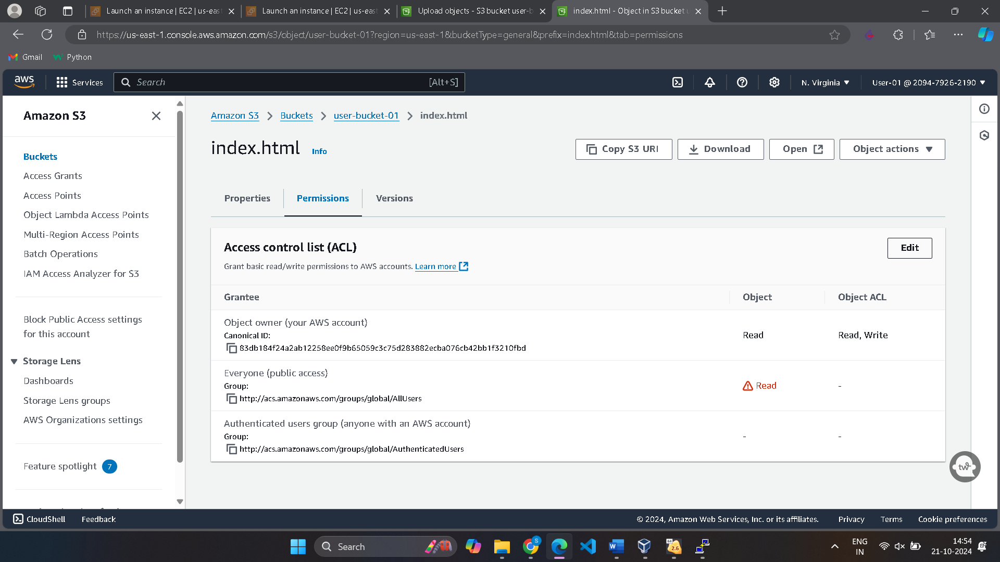 Launch an instance | EC2 | us-east
Launch an instance | EC2 | us-east
Upload objects - S3 bucket user-b
index.html - Object in S3 bucket u
https://us-east-1.console.aws.amazon.com/s3/object/user-bucket-01?region=us-east-1&bucketType=general&prefix=index.html&tab=permissions
Gmail
Python
aws
Services
Search
[Alt+S]
N. Virginia
User-01 @ 2094-7926-2190
Amazon S3
Buckets
Access Grants
Access Points
Object Lambda Access Points
Multi-Region Access Points
Batch Operations
IAM Access Analyzer for S3
Block Public Access settings
for this account
Storage Lens
Dashboards
Storage Lens groups
AWS Organizations settings
Feature spotlight 7
Amazon S3 > Buckets > user-bucket-01 > index.html
index.html Info
Copy S3 URI
Download
Open
Object actions
Properties
Permissions
Versions
Access control list (ACL)
Edit
Grant basic read/write permissions to AWS accounts. Learn more
Grantee
Object
Object ACL
Object owner (your AWS account)
Canonical ID:
83db184f24a2ab12258ee0f9b65059c3c75d283882ecba076cb42bb1f3210fbd
Read
Read, Write
Everyone (public access)
Group:
http://acs.amazonaws.com/groups/global/AllUsers
Read
-
Authenticated users group (anyone with an AWS account)
Group:
http://acs.amazonaws.com/groups/global/AuthenticatedUsers
-
-
tw
CloudShell
Feedback
© 2024, Amazon Web Services, Inc. or its affiliates.
Privacy
Terms
Cookie preferences
Search
S
W
64
2.6
ENG
IN
14:54
21-10-2024